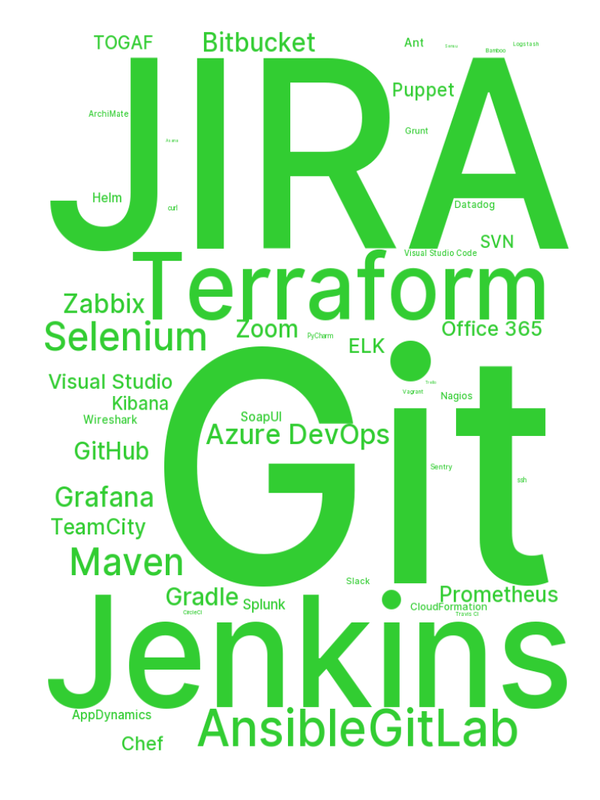 TOGAF
Bitbucket
Ant
Logstash
Bamboo
JIRA
Puppet
ArchiMate
Grunt
Helm
curl
Datadog
SVN
Visual Studio Code
Terraform
Zabbix
Selenium
Zoom
PyCharm
ELK
Office 365
Visual Studio
Kibana
Vagrant
Nagios
Wireshark
SoapUI
Azure DevOps
GitHub
Git
Sentry
ssh
Grafana
TeamCity
Maven
Slack
Gradle
Splunk
Prometheus
CloudFormation
CircleCI
Travis CI
Jenkins
AppDynamics
AnsibleGitLab
Chef